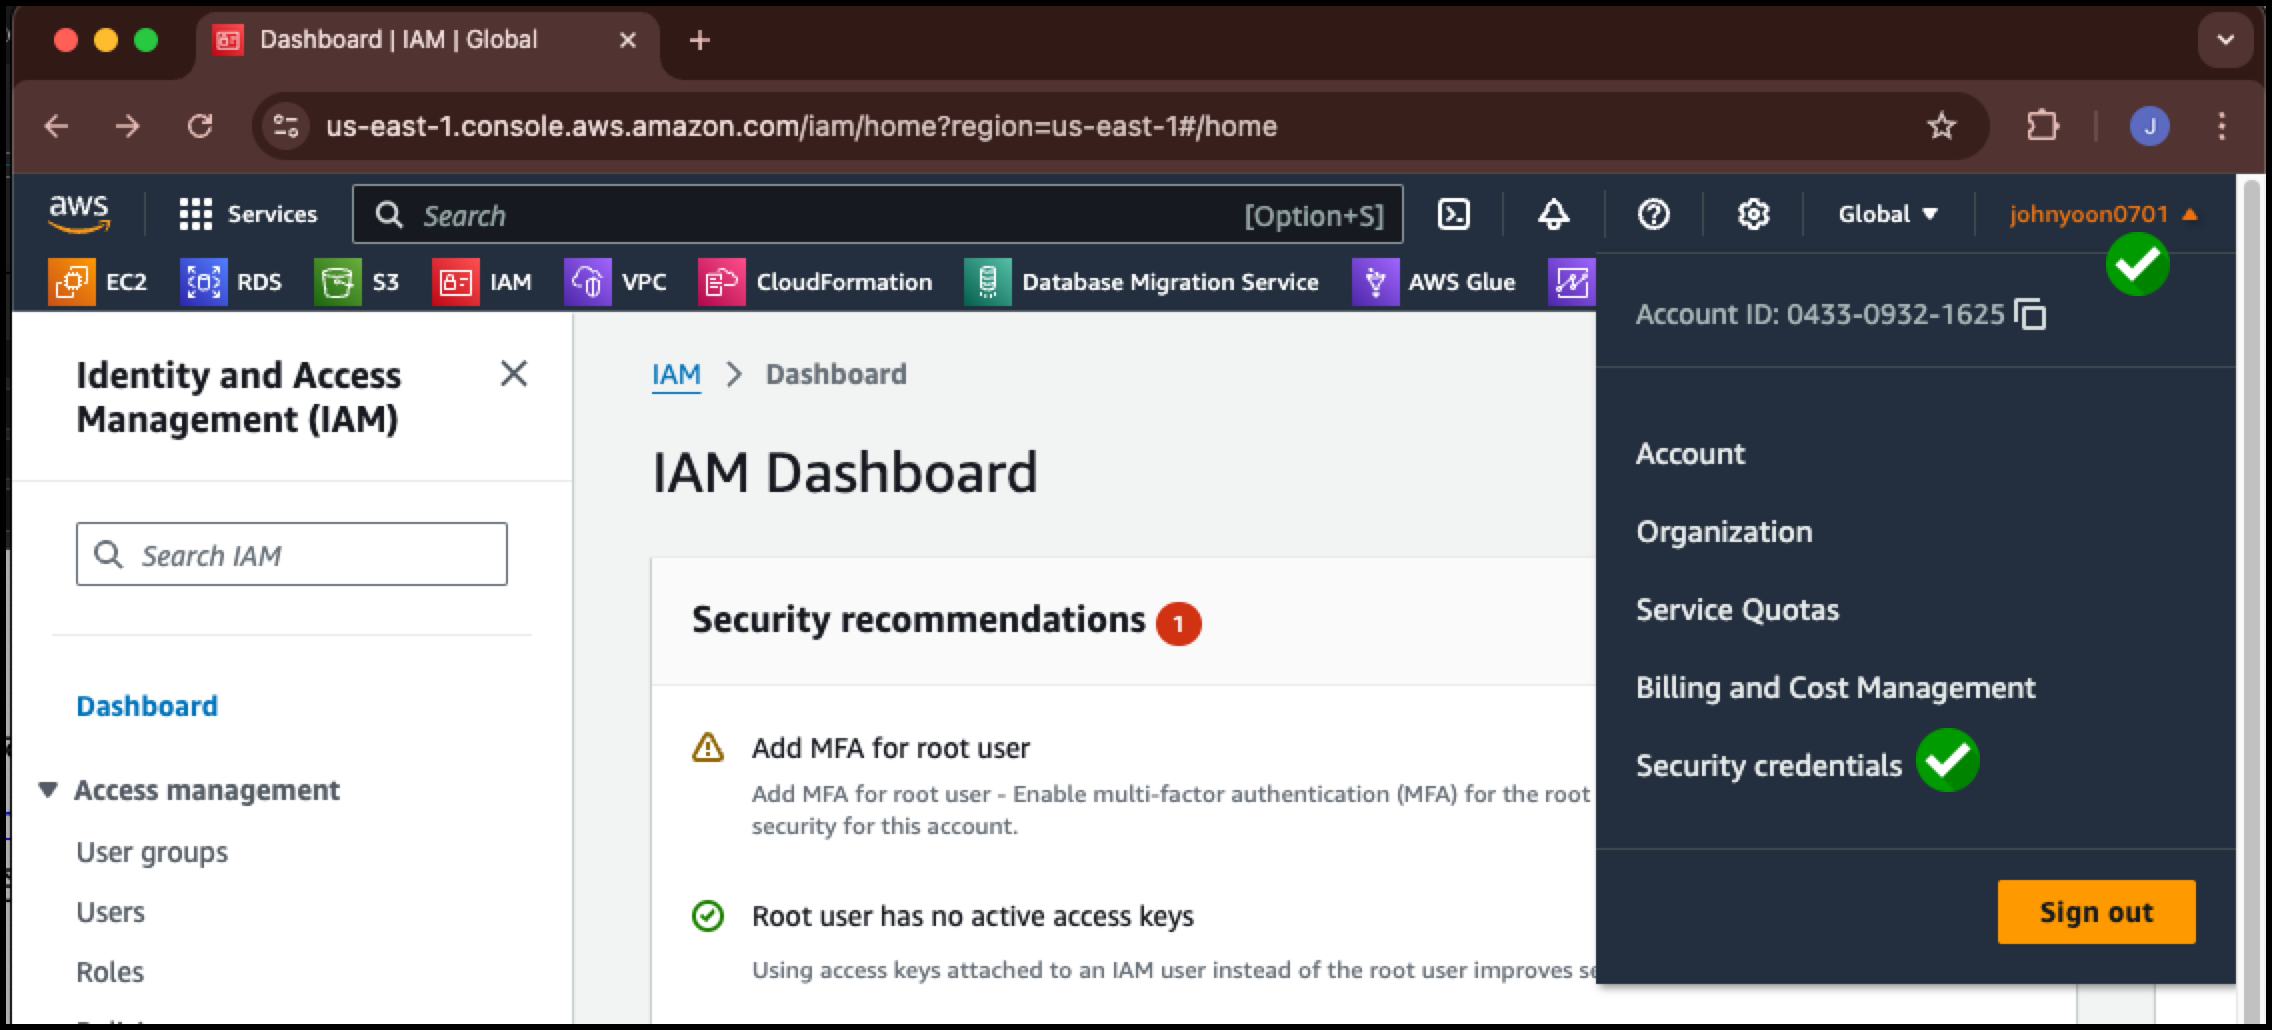 Dashboard | IAM | Global
us-east-1.console.aws.amazon.com/iam/home?region=us-east-1#/home
J
aws
Services
Search
[Option+S]
Global
johnyoon0701
EC2
RDS
S3
IAM
VPC
CloudFormation
Database Migration Service
AWS Glue
Account ID: 0433-0932-1625
Account
Organization
Service Quotas
Billing and Cost Management
Security credentials
Sign out
Identity and Access
Management (IAM)
Search IAM
Dashboard
Access management
User groups
Users
Roles
IAM > Dashboard
IAM Dashboard
Security recommendations 1
Add MFA for root user
Add MFA for root user - Enable multi-factor authentication (MFA) for the root
security for this account.
Root user has no active access keys
Using access keys attached to an IAM user instead of the root user improves